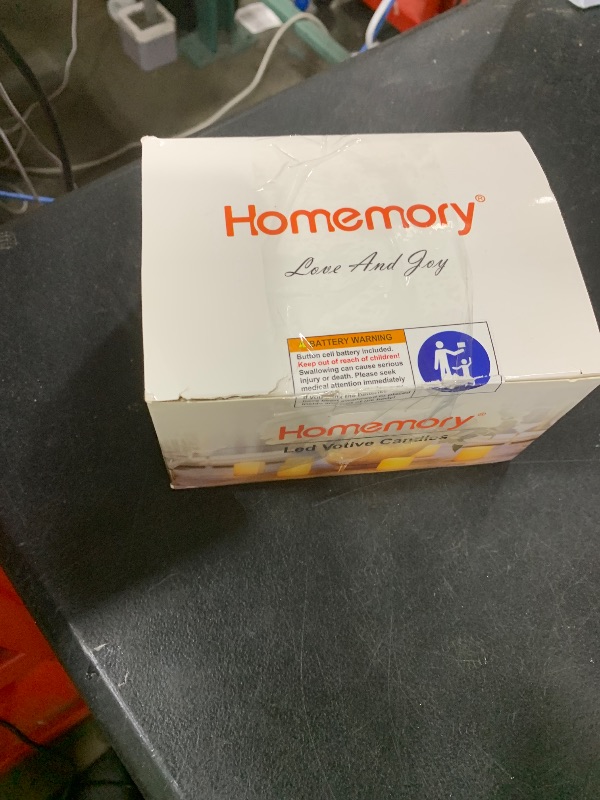 Homemory®
Love And Joy
BATTERY WARNING
Button cell battery included.
Keep out of reach of children!
Swallowing can cause serious
injury or death. Please seek
medical attention immediately
Homemory
Led Votive Candles